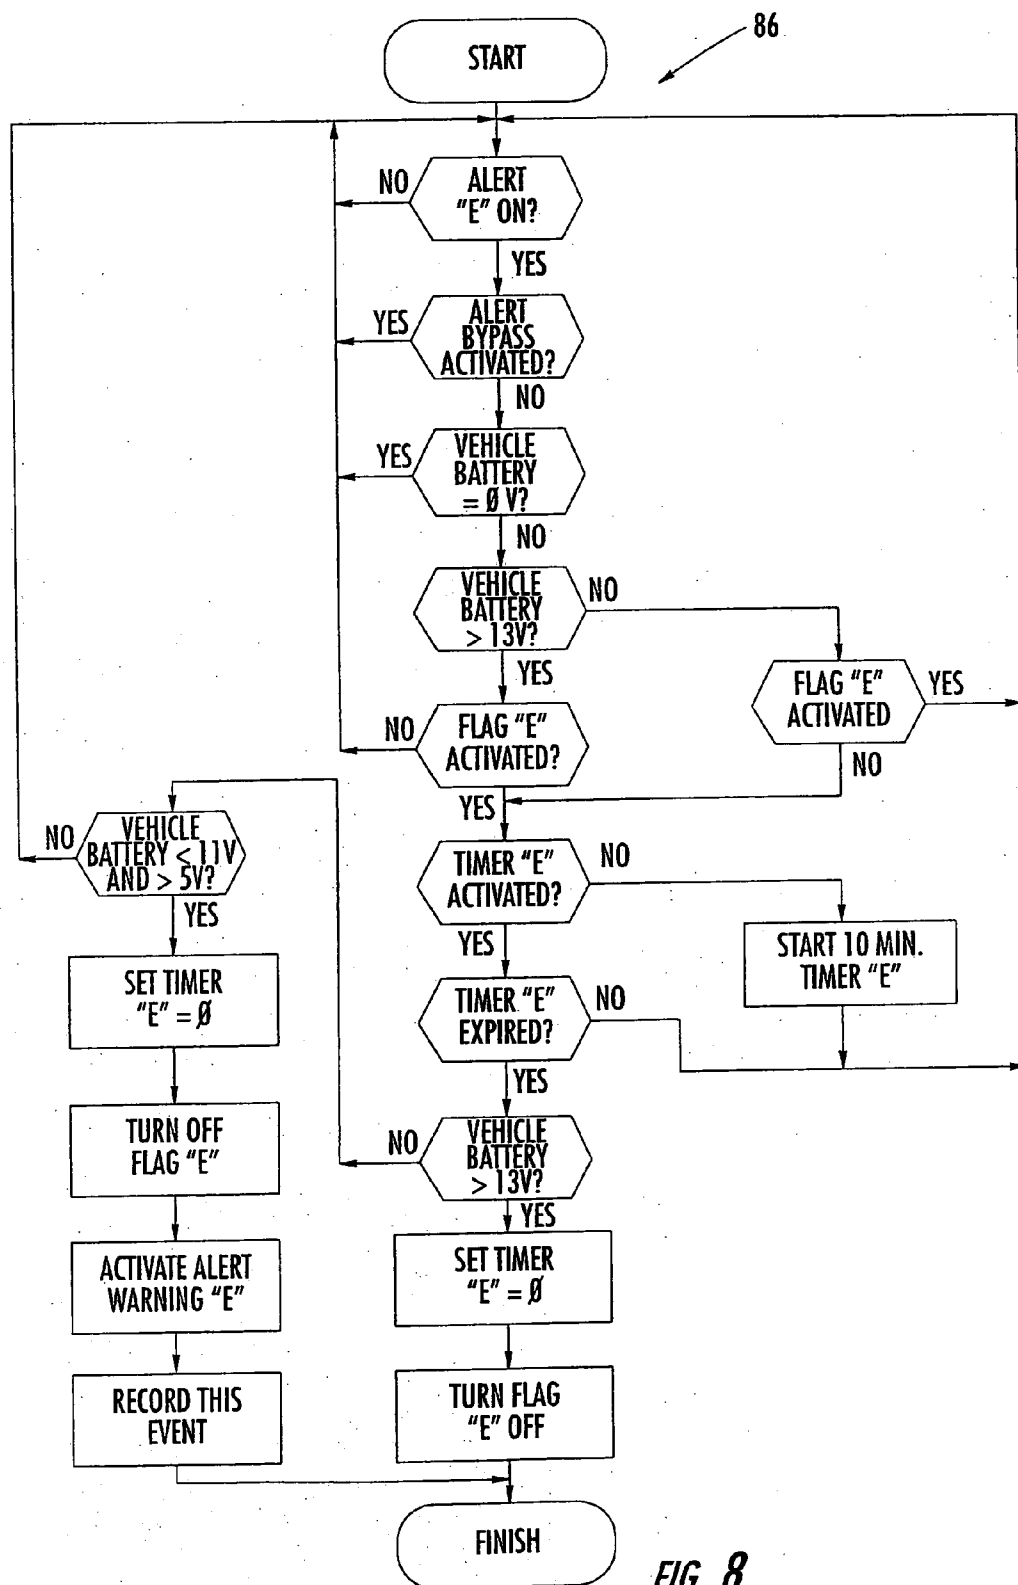 86
START
ALERT
"E" ON?
NO
YES
ALERT
BYPASS
ACTIVATED?
YES
NO
VEHICLE
BATTERY
= Ø V?
YES
NO
VEHICLE
BATTERY
> 13V?
NO
YES
FLAG "E"
ACTIVATED
YES
NO
FLAG "E"
ACTIVATED?
NO
YES
VEHICLE
BATTERY < 11V
AND > 5V?
NO
YES
TIMER "E"
ACTIVATED?
NO
YES
START 10 MIN.
TIMER "E"
SET TIMER
"E" = Ø
TIMER "E"
EXPIRED?
NO
YES
TURN OFF
FLAG "E"
VEHICLE
BATTERY
> 13V?
NO
YES
ACTIVATE ALERT
WARNING "E"
SET TIMER
"E" = Ø
RECORD THIS
EVENT
TURN FLAG
"E" OFF
FINISH
FIG. 8